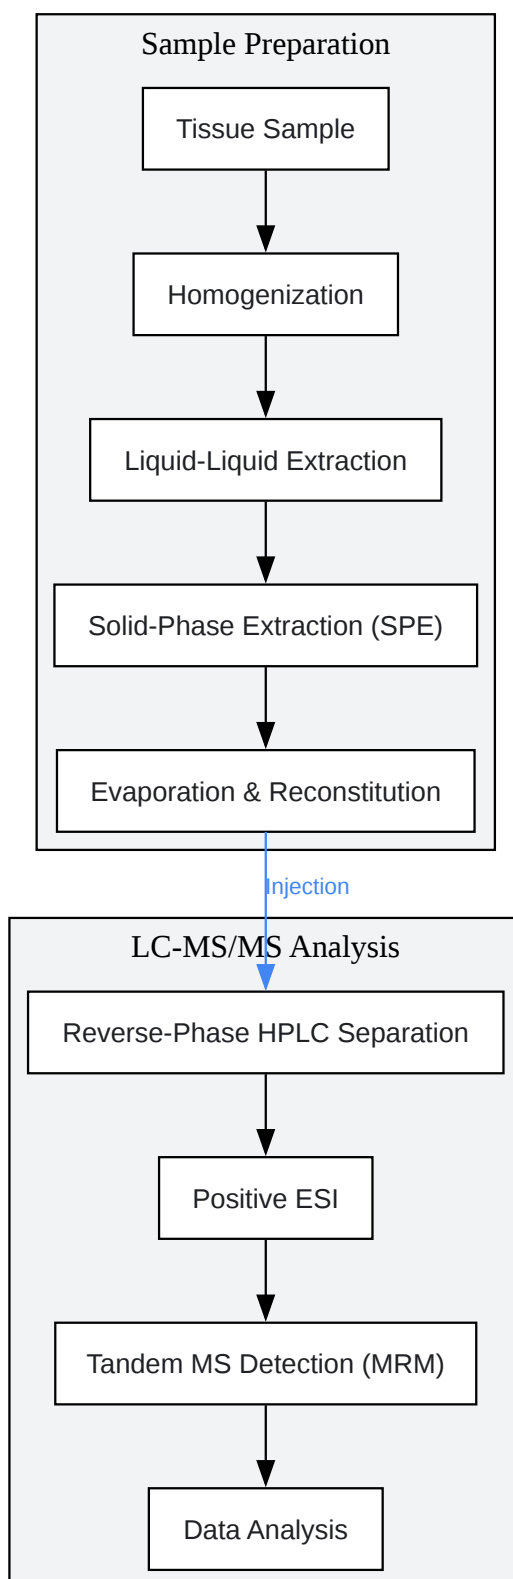 Sample Preparation
Tissue Sample
Homogenization
Liquid-Liquid Extraction
Solid-Phase Extraction (SPE)
Evaporation & Reconstitution
Injection
LC-MS/MS Analysis
Reverse-Phase HPLC Separation
Positive ESI
Tandem MS Detection (MRM)
Data Analysis